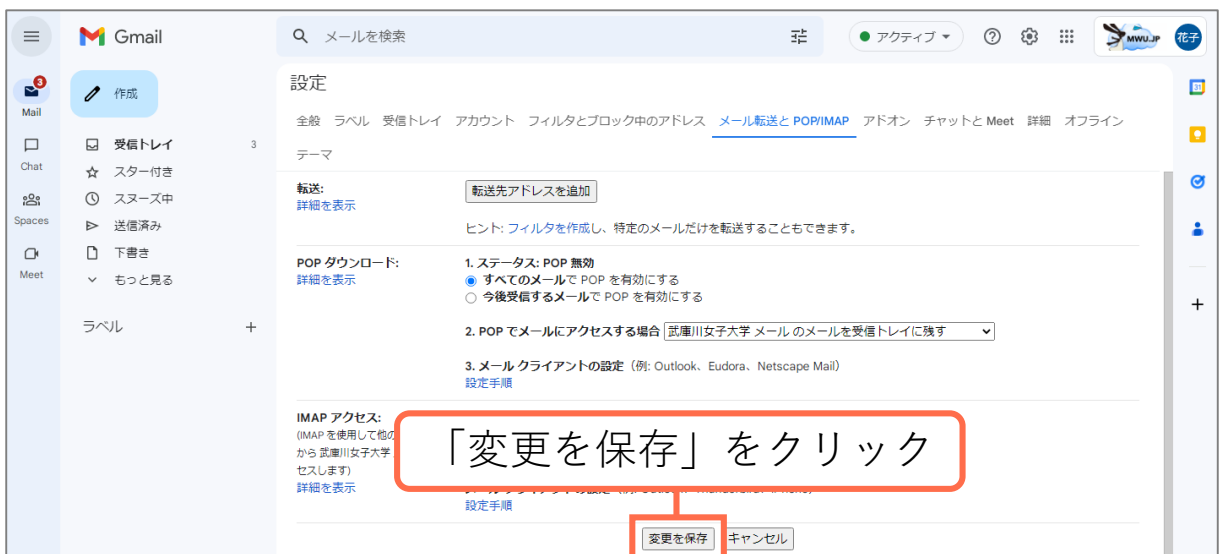 Gmail
メールを検索
アクティブ
MWU.JP
花子
3
Mail
作成
設定
31
全般 ラベル 受信トレイ アカウント フィルタとブロック中のアドレス メール転送と POP/IMAP アドオン チャットと Meet 詳細 オフライン
テーマ
Chat
Spaces
Meet
受信トレイ 3
スター付き
スヌーズ中
送信済み
下書き
もっと見る
ラベル +
転送: 転送先アドレスを追加
詳細を表示
ヒント: フィルタを作成し、特定のメールだけを転送することもできます。
POP ダウンロード: 1. ステータス: POP 無効
詳細を表示 すべてのメールで POP を有効にする
今後受信するメールで POP を有効にする
2. POP でメールにアクセスする場合 武庫川女子大学 メール のメールを受信トレイに残す
3. メール クライアントの設定（例: Outlook、Eudora、Netscape Mail）
設定手順
IMAP アクセス:
(IMAP を使用して他の
から 武庫川女子大学
セスします)
詳細を表示
「変更を保存」をクリック
設定手順
変更を保存 キャンセル